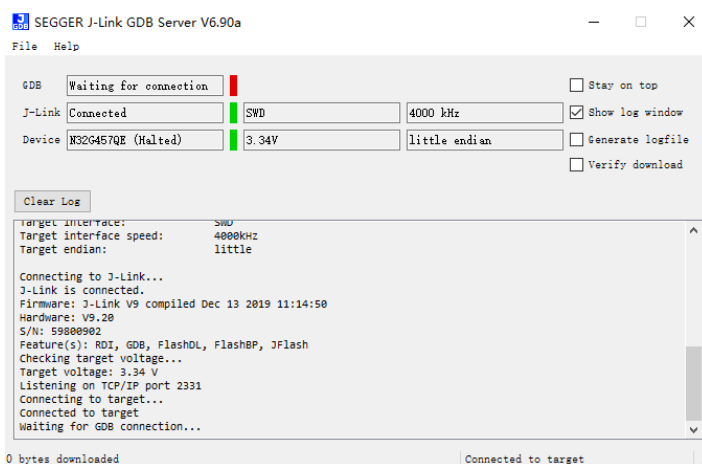 J GDB SEGGER J-Link GDB Server V6.90a
File Help
GDB Waiting for connection Stay on top
J-Link Connected SWD 4000 kHz Show log window
Device N32G457QE (Halted) 3.34V little endian Generate logfile
Verify download
Clear Log
Target interface: SWD
Target interface speed: 4000kHz
Target endian: little
Connecting to J-Link...
J-Link is connected.
Firmware: J-Link V9 compiled Dec 13 2019 11:14:50
Hardware: V9.20
S/N: 59800902
Feature(s): RDI, GDB, FlashDL, FlashBP, JFlash
Checking target voltage...
Target voltage: 3.34 V
Listening on TCP/IP port 2331
Connecting to target...
Connected to target
Waiting for GDB connection...
0 bytes downloaded Connected to target